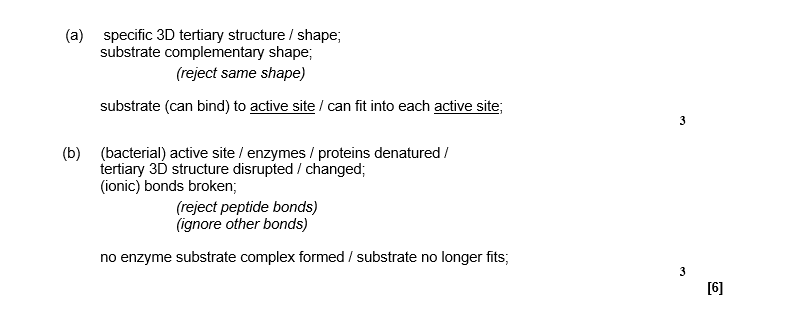 (a) specific 3D tertiary structure / shape;
substrate complementary shape;
(reject same shape)
substrate (can bind) to active site / can fit into each active site;
3
(b) (bacterial) active site / enzymes / proteins denatured /
tertiary 3D structure disrupted / changed;
(ionic) bonds broken;
(reject peptide bonds)
(ignore other bonds)
no enzyme substrate complex formed / substrate no longer fits;
3
[6]